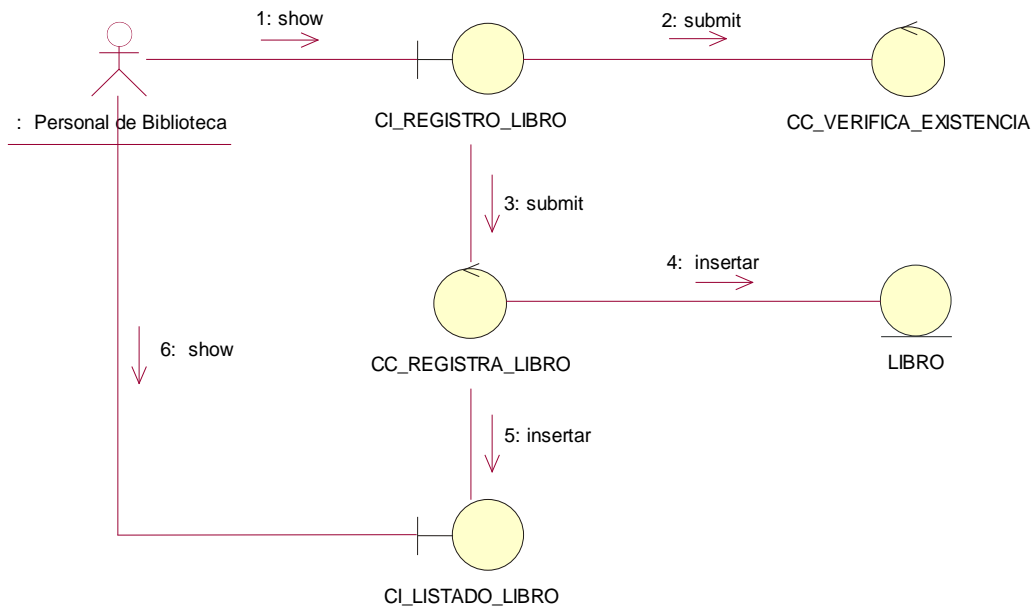 1: show
2: submit
: Personal de Biblioteca
CI_REGISTRO_LIBRO
CC_VERIFICA_EXISTENCIA
3: submit
4: insertar
6: show
CC_REGISTRA_LIBRO
LIBRO
5: insertar
CI_LISTADO_LIBRO